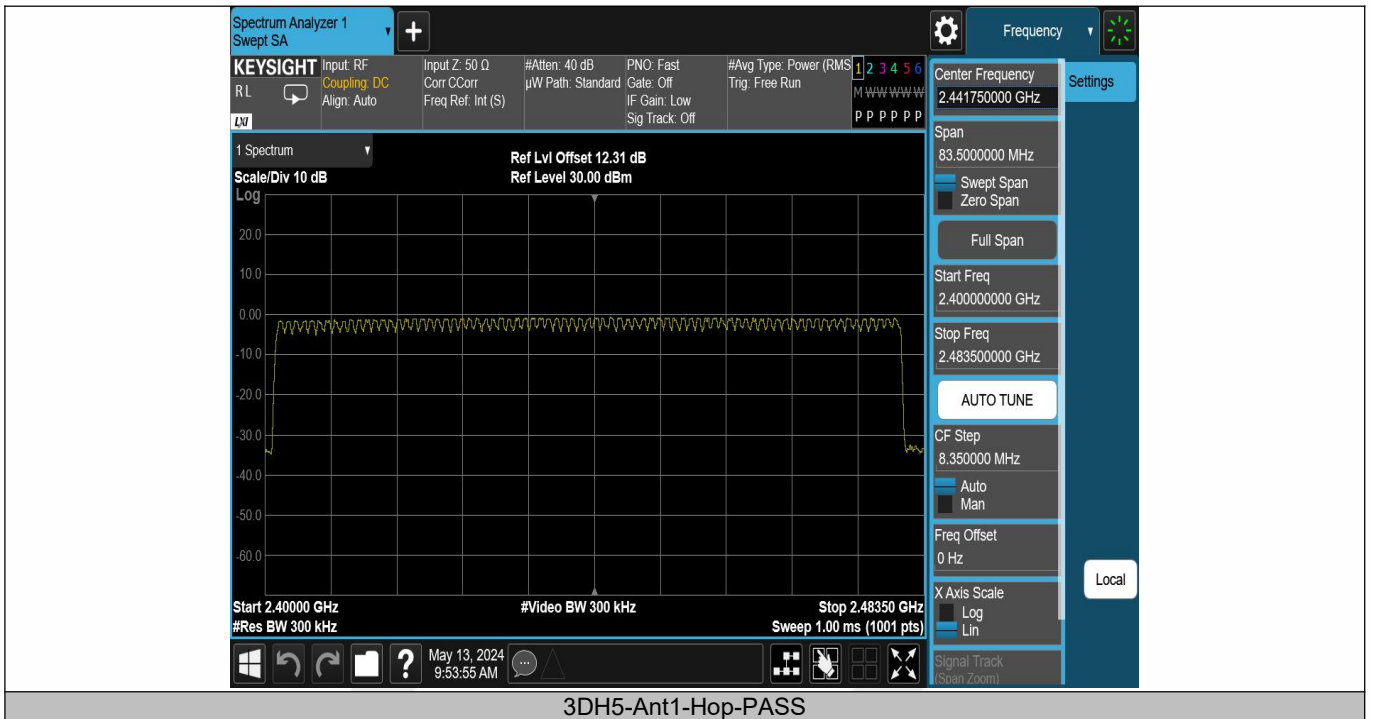 Spectrum Analyzer 1
Swept SA
+
Frequency
KEYSIGHT
RL
LXI
Input: RF
Coupling: DC
Align: Auto
Input Z: 50 Ω
Corr CCorr
Freq Ref: Int (S)
#Atten: 40 dB
µW Path: Standard
PNO: Fast
Gate: Off
IF Gain: Low
Sig Track: Off
#Avg Type: Power (RMS
Trig: Free Run
1 2 3 4 5 6
M W W W W W
P P P P P P
1 Spectrum
Scale/Div 10 dB
Log
Ref Lvl Offset 12.31 dB
Ref Level 30.00 dBm
20.0
10.0
0.00
-10.0
-20.0
-30.0
-40.0
-50.0
-60.0
Start 2.40000 GHz
#Res BW 300 kHz
#Video BW 300 kHz
Stop 2.48350 GHz
Sweep 1.00 ms (1001 pts)
Center Frequency
2.441750000 GHz
Settings
Span
83.5000000 MHz
Swept Span
Zero Span
Full Span
Start Freq
2.400000000 GHz
Stop Freq
2.483500000 GHz
AUTO TUNE
CF Step
8.350000 MHz
Auto
Man
Freq Offset
0 Hz
X Axis Scale
Log
Lin
Local
Signal Track
(Span Zoom)
?
May 13, 2024
9:53:55 AM
3DH5-Ant1-Hop-PASS